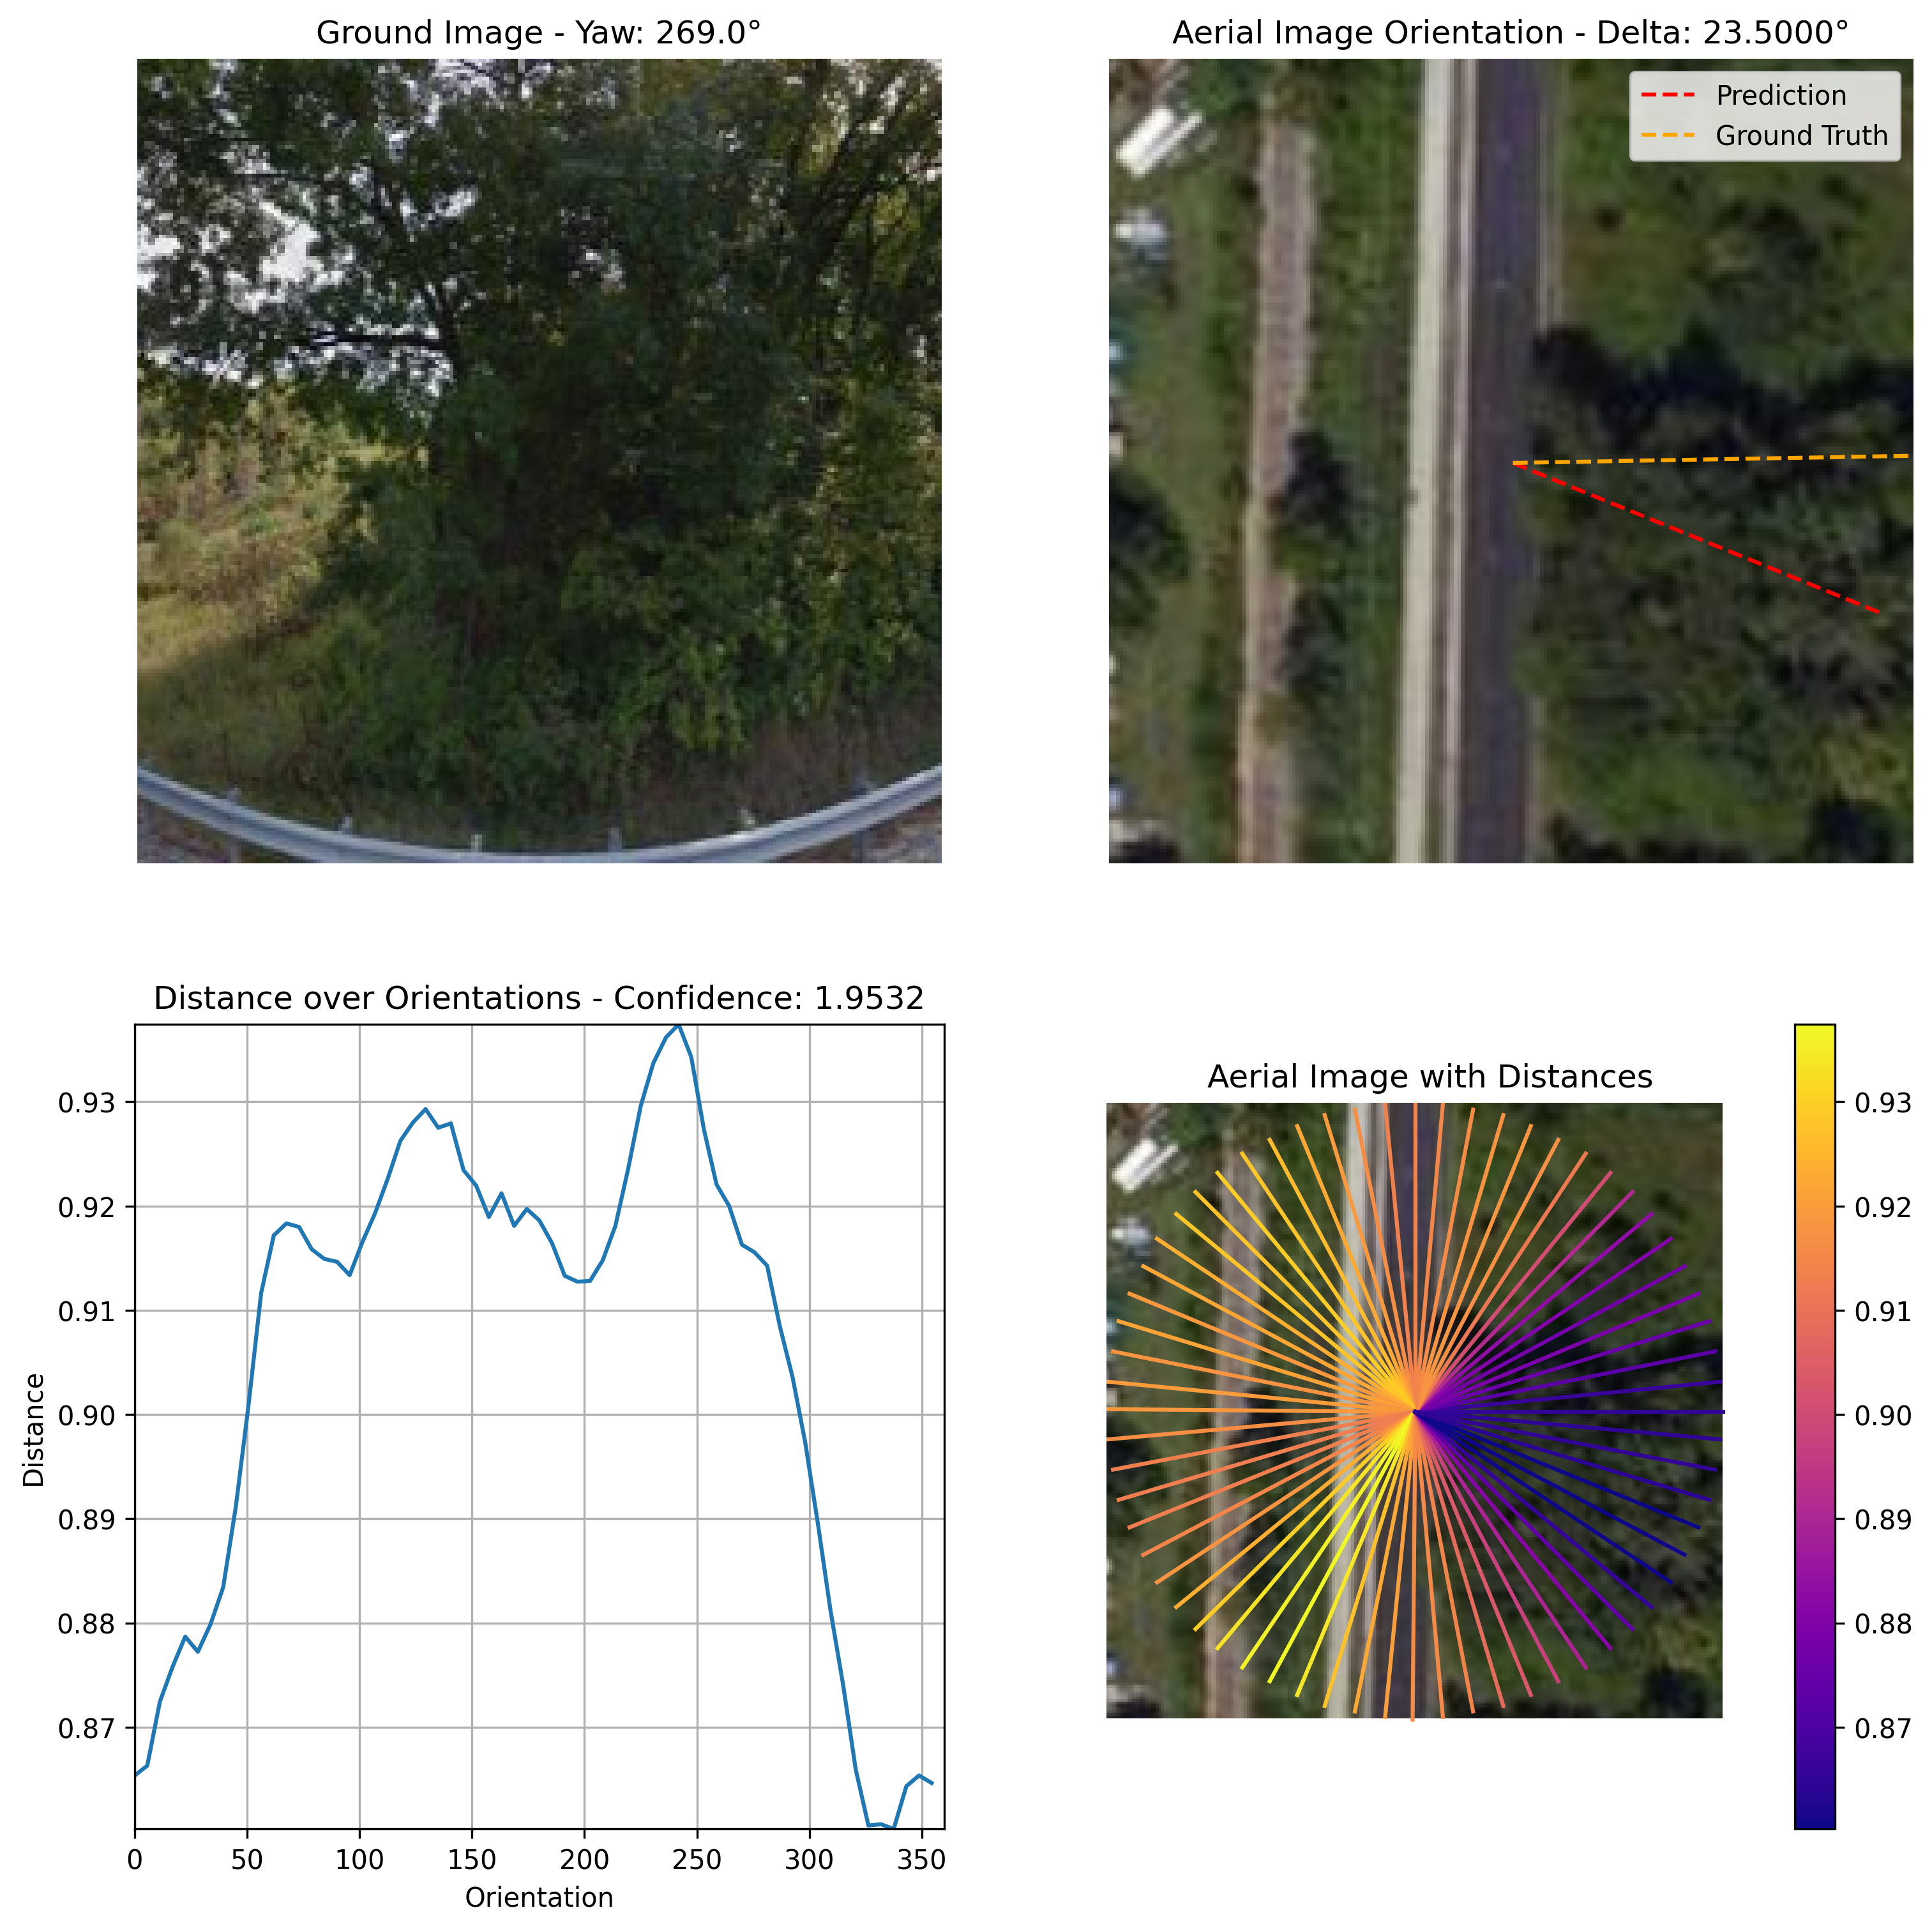 Ground Image - Yaw: 269.0°
Aerial Image Orientation - Delta: 23.5000°
Prediction
Ground Truth
Distance over Orientations - Confidence: 1.9532
0.93
0.92
0.91
0.90
0.89
0.88
0.87
Distance
0 50 100 150 200 250 300 350
Orientation
Aerial Image with Distances
0.93
0.92
0.91
0.90
0.89
0.88
0.87